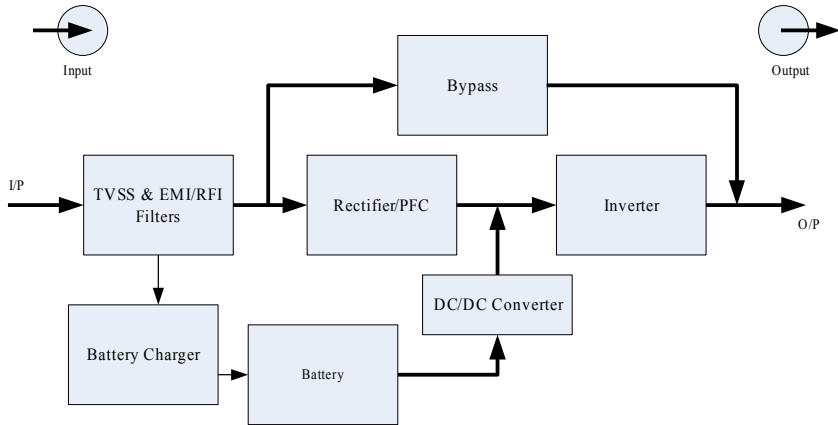 Input
Output
Bypass
I/P
TVSS & EMI/RFI
Filters
Rectifier/PFC
Inverter
O/P
DC/DC Converter
Battery Charger
Battery